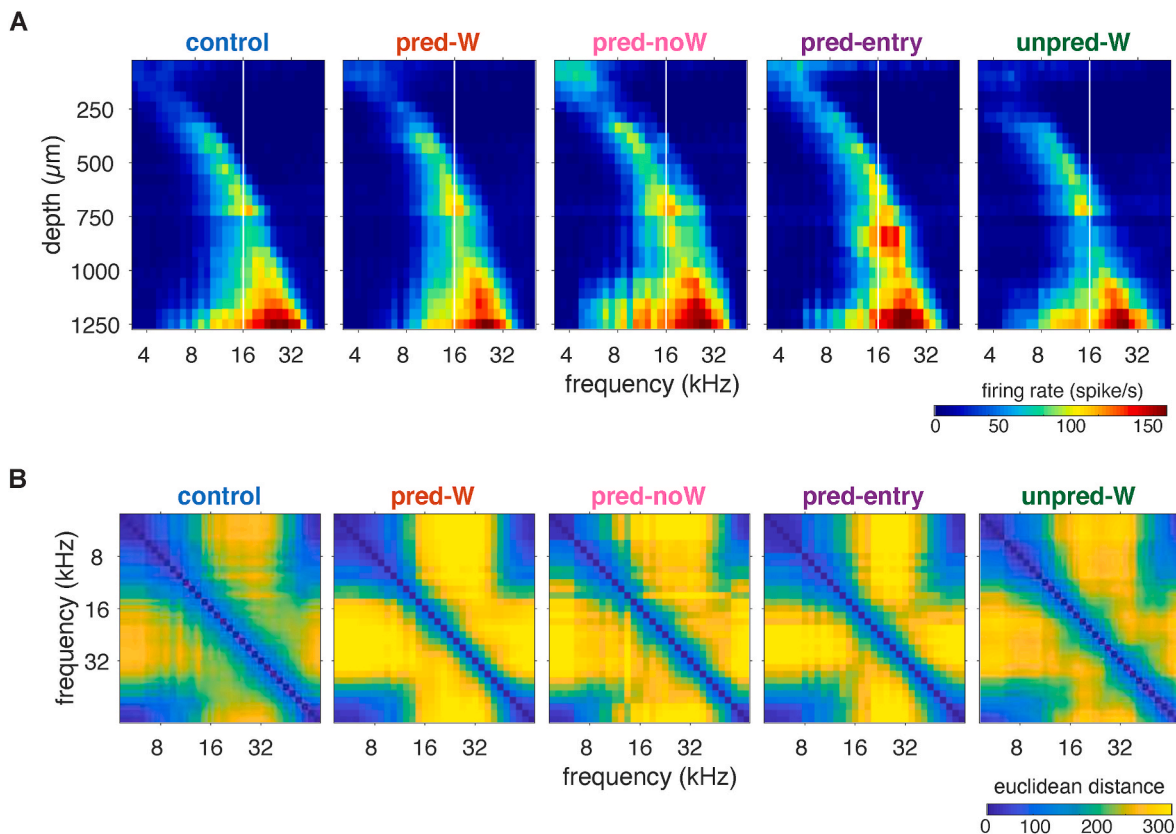 A
control pred-W pred-noW pred-entry unpred-W
depth (µm)
250
500
750
1000
1250
4 8 16 32 4 8 16 32 4 8 16 32 4 8 16 32 4 8 16 32
frequency (kHz)
firing rate (spike/s)
0 50 100 150
B
control pred-W pred-noW pred-entry unpred-W
frequency (kHz)
8
16
32
8 16 32 8 16 32 8 16 32 8 16 32 8 16 32
frequency (kHz)
euclidean distance
0 100 200 300